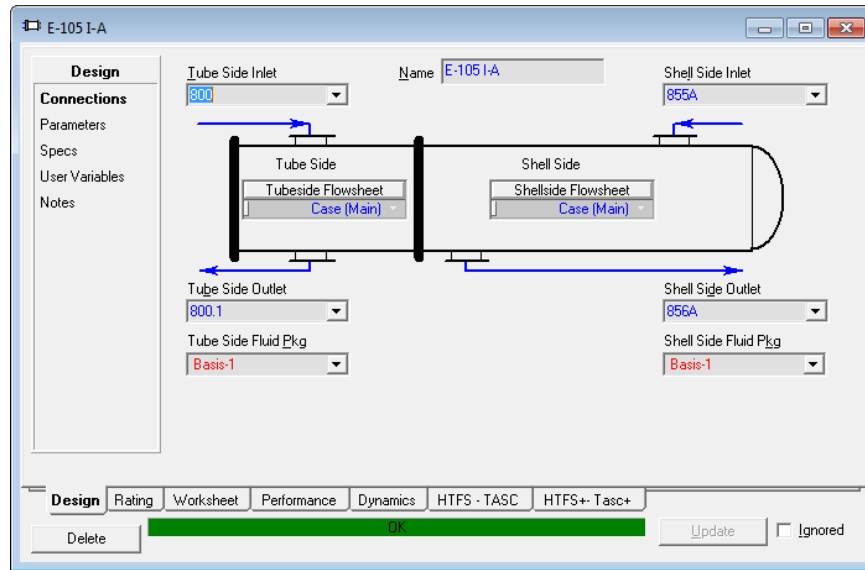 E-105 I-A
Design
Connections
Parameters
Specs
User Variables
Notes
Tube Side Inlet
800
Name E-105 I-A
Shell Side Inlet
855A
Tube Side
Tubeside Flowsheet
Case (Main)
Shell Side
Shellside Flowsheet
Case (Main)
Tube Side Outlet
800.1
Shell Side Outlet
856A
Tube Side Fluid Pkg
Basis-1
Shell Side Fluid Pkg
Basis-1
Design Rating Worksheet Performance Dynamics HTFS - TASC HTFS+- Tasc+
Delete OK Update Ignored